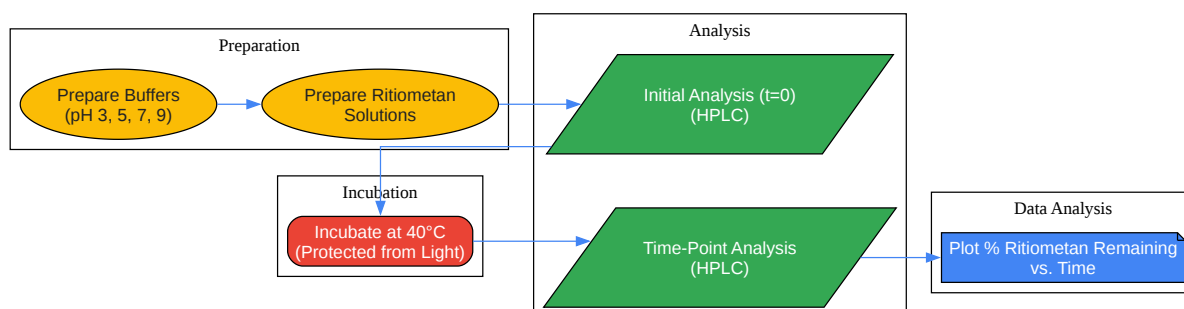 Preparation
Prepare Buffers
(pH 3, 5, 7, 9)
Prepare Ritiometan
Solutions
Analysis
Initial Analysis (t=0)
(HPLC)
Incubation
Incubate at 40°C
(Protected from Light)
Time-Point Analysis
(HPLC)
Data Analysis
Plot % Ritiometan Remaining
vs. Time